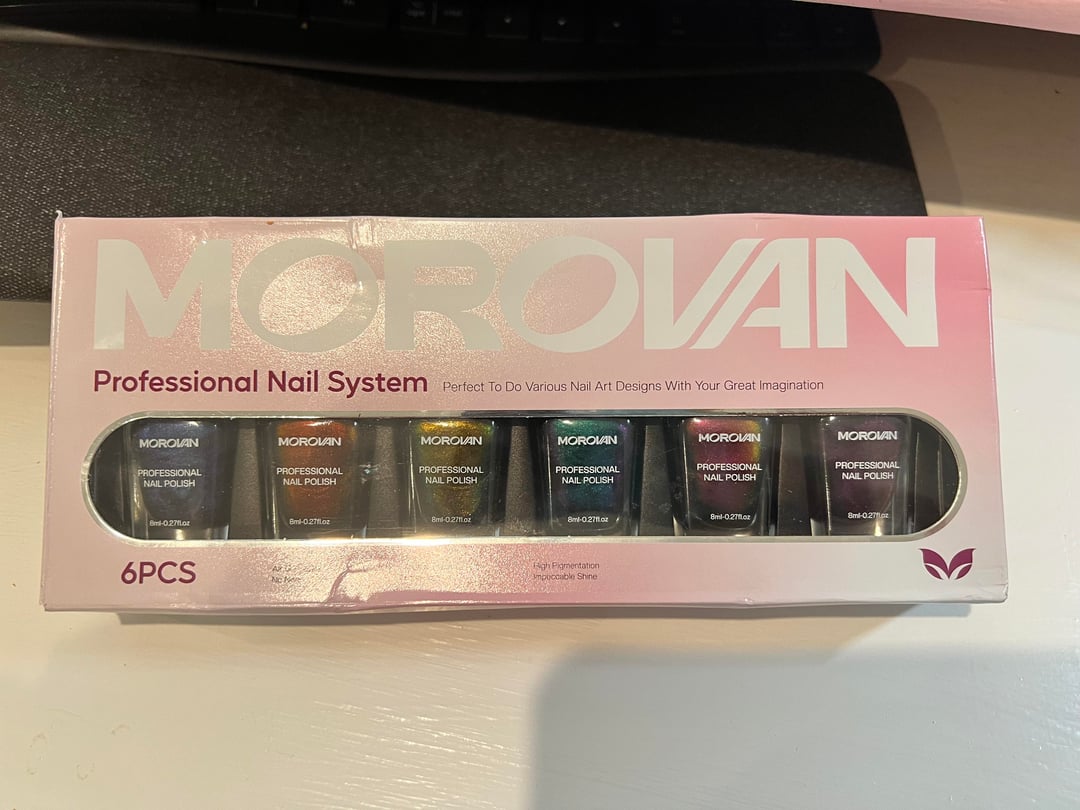 MOROVAN
Professional Nail System Perfect To Do Various Nail Art Designs With Your Great Imagination
MOROVAN
PROFESSIONAL
NAIL POLISH
8ml-0.27fl.oz
MOROVAN
PROFESSIONAL
NAIL POLISH
8ml-0.27fl.oz
MOROVAN
PROFESSIONAL
NAIL POLISH
8ml-0.27fl.oz
MOROVAN
PROFESSIONAL
NAIL POLISH
8ml-0.27fl.oz
MOROVAN
PROFESSIONAL
NAIL POLISH
8ml-0.27fl.oz
MOROVAN
PROFESSIONAL
NAIL POLISH
8ml-0.27fl.oz
6PCS
High Pigmentation
Impeccable Shine